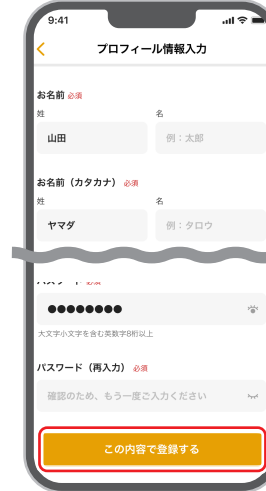 9:41
プロフィール情報入力
お名前 必須
姓 名
山田 例：太郎
お名前（カタカナ） 必須
姓 名
ヤマダ 例：タロウ
●●●●●●●●
大文字小文字を含む英数字8桁以上
パスワード（再入力） 必須
確認のため、もう一度ご入力ください
この内容で登録する